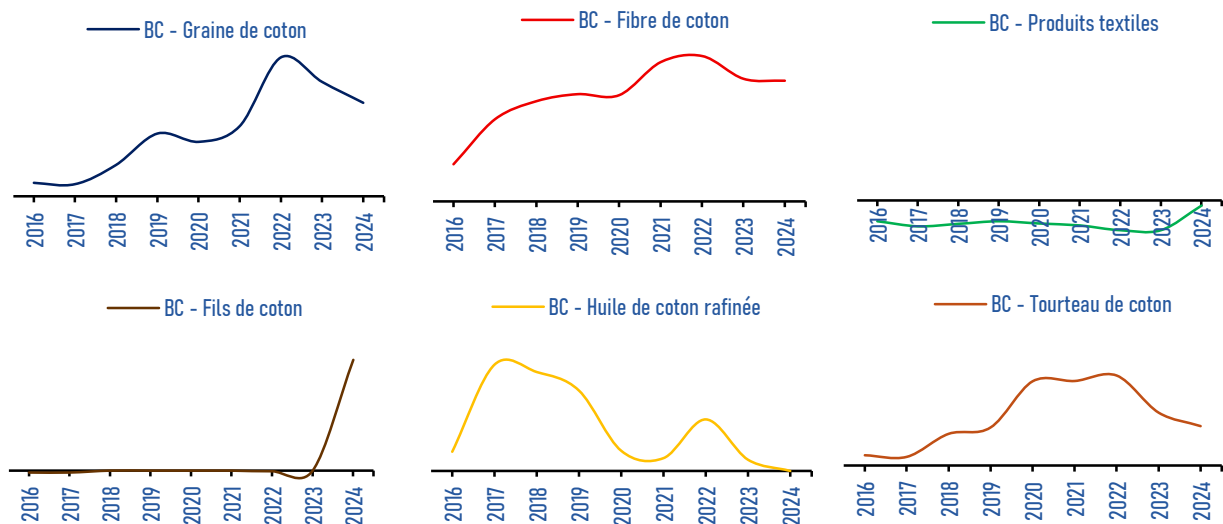 BC - Graine de coton
2016 2017 2018 2019 2020 2021 2022 2023 2024
BC - Fibre de coton
2016 2017 2018 2019 2020 2021 2022 2023 2024
BC - Produits textiles
2016 2017 2018 2019 2020 2021 2022 2023 2024
BC - Fils de coton
2016 2017 2018 2019 2020 2021 2022 2023 2024
BC - Huile de coton rafinée
2016 2017 2018 2019 2020 2021 2022 2023 2024
BC - Tourteau de coton
2016 2017 2018 2019 2020 2021 2022 2023 2024